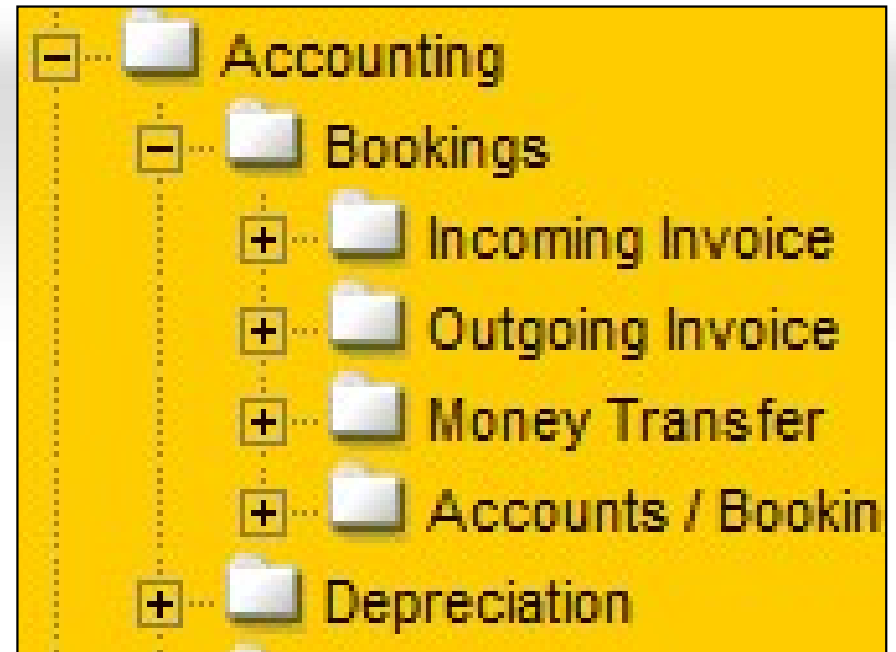 Accounting
Bookings
Incoming Invoice
Outgoing Invoice
Money Transfer
Accounts / Bookin
Depreciation